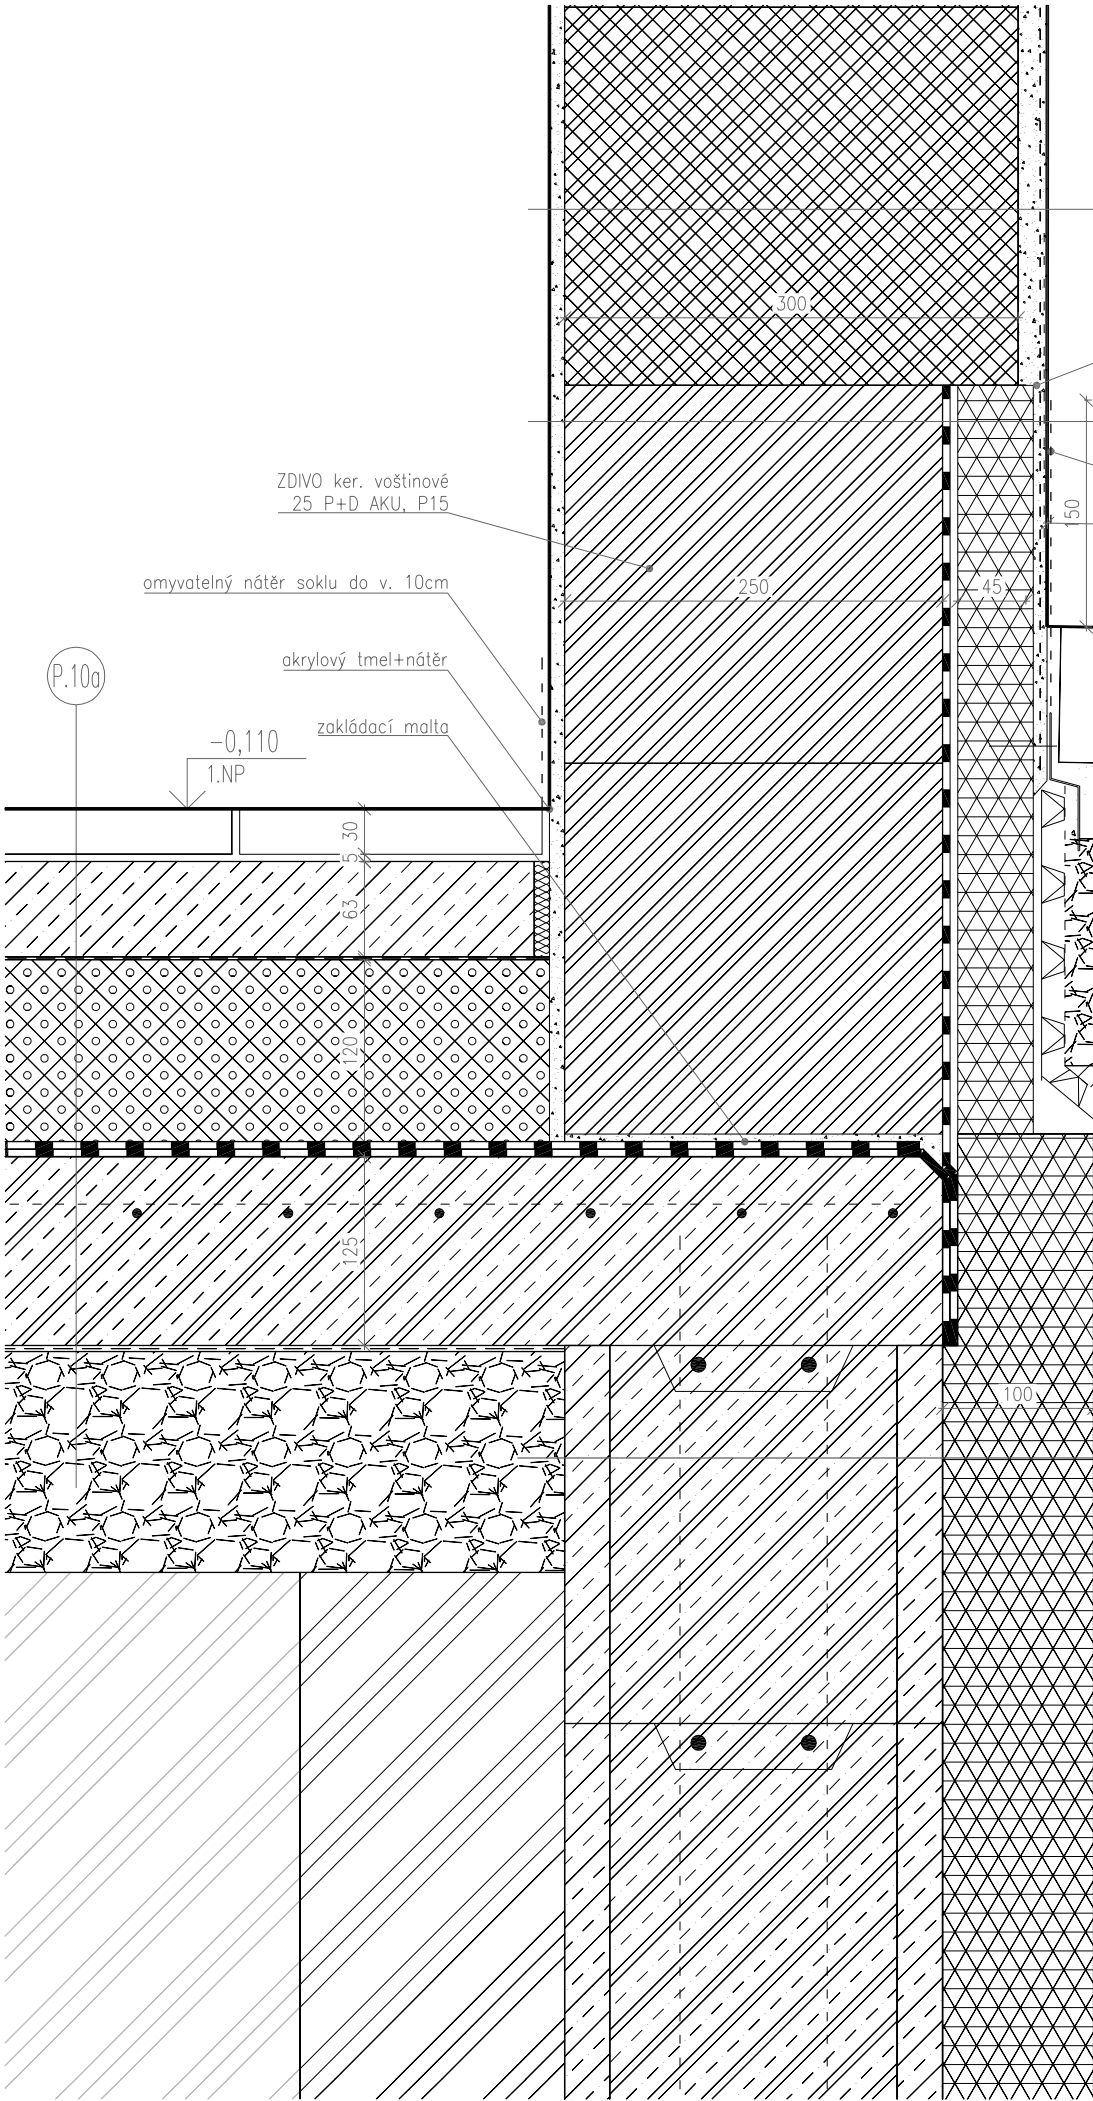 300
ZDIVO ker. voštinové
25 P+D AKU, P15
150
omyvatelný nátěr soklu do v. 10cm
250
45
akrylový tmel+nátěr
P.10a
zakládací malta
-0,110
1.NP
30
5
63
120
125
100